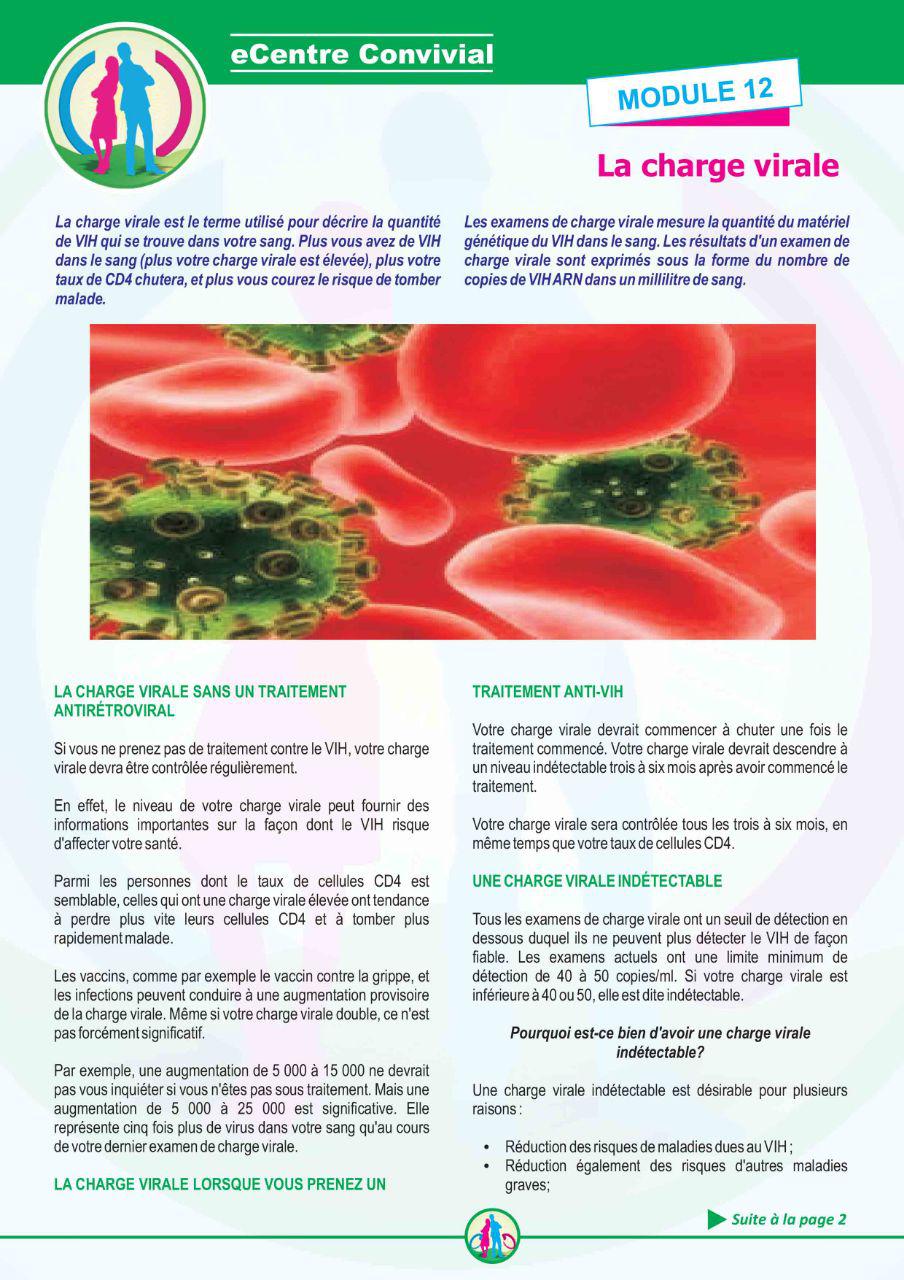 eCentre Convivial
MODULE 12
La charge virale
La charge virale est le terme utilisé pour décrire la quantité
de VIH qui se trouve dans votre sang. Plus vous avez de VIH
dans le sang (plus votre charge virale est élevée), plus votre
taux de CD4 chutera, et plus vous courez le risque de tomber
malade.
Les examens de charge virale mesure la quantité du matériel
génétique du VIH dans le sang. Les résultats d'un examen de
charge virale sont exprimés sous la forme du nombre de
copies de VIH ARN dans un millilitre de sang.
LA CHARGE VIRALE SANS UN TRAITEMENT
ANTIRÉTROVIRAL
Si vous ne prenez pas de traitement contre le VIH, votre charge
virale devra être contrôlée régulièrement.
En effet, le niveau de votre charge virale peut fournir des
informations importantes sur la façon dont le VIH risque
d'affecter votre santé.
Parmi les personnes dont le taux de cellules CD4 est
semblable, celles qui ont une charge virale élevée ont tendance
à perdre plus vite leurs cellules CD4 et à tomber plus
rapidement malade.
Les vaccins, comme par exemple le vaccin contre la grippe, et
les infections peuvent conduire à une augmentation provisoire
de la charge virale. Même si votre charge virale double, ce n'est
pas forcément significatif.
Par exemple, une augmentation de 5 000 à 15 000 ne devrait
pas vous inquiéter si vous n'êtes pas sous traitement. Mais une
augmentation de 5 000 à 25 000 est significative. Elle
représente cinq fois plus de virus dans votre sang qu'au cours
de votre dernier examen de charge virale.
LA CHARGE VIRALE LORSQUE VOUS PRENEZ UN
TRAITEMENT ANTI-VIH
Votre charge virale devrait commencer à chuter une fois le
traitement commencé. Votre charge virale devrait descendre à
un niveau indétectable trois à six mois après avoir commencé le
traitement.
Votre charge virale sera contrôlée tous les trois à six mois, en
même temps que votre taux de cellules CD4.
UNE CHARGE VIRALE INDÉTECTABLE
Tous les examens de charge virale ont un seuil de détection en
dessous duquel ils ne peuvent plus détecter le VIH de façon
fiable. Les examens actuels ont une limite minimum de
détection de 40 à 50 copies/ml. Si votre charge virale est
inférieure à 40 ou 50, elle est dite indétectable.
Pourquoi est-ce bien d'avoir une charge virale
indétectable?
Une charge virale indétectable est désirable pour plusieurs
raisons :
• Réduction des risques de maladies dues au VIH ;
• Réduction également des risques d'autres maladies
graves;
Suite à la page 2